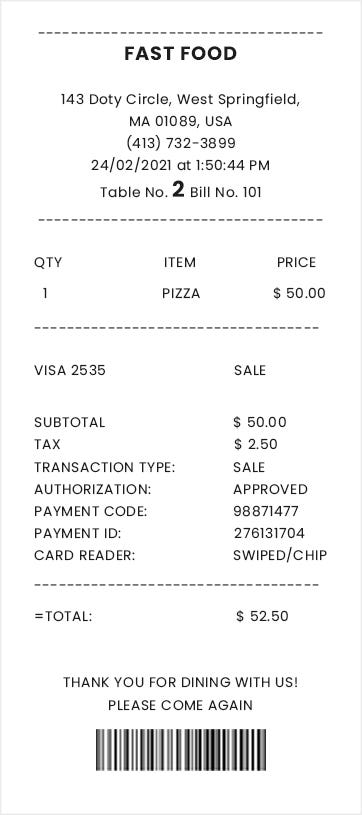 FAST FOOD
143 Doty Circle, West Springfield,
MA 01089, USA
(413) 732-3899
24/02/2021 at 1:50:44 PM
Table No. 2 Bill No. 101
QTY ITEM PRICE
1 PIZZA $ 50.00
VISA 2535 SALE
SUBTOTAL $ 50.00
TAX $ 2.50
TRANSACTION TYPE: SALE
AUTHORIZATION: APPROVED
PAYMENT CODE: 98871477
PAYMENT ID: 276131704
CARD READER: SWIPED/CHIP
=TOTAL: $ 52.50
THANK YOU FOR DINING WITH US!
PLEASE COME AGAIN